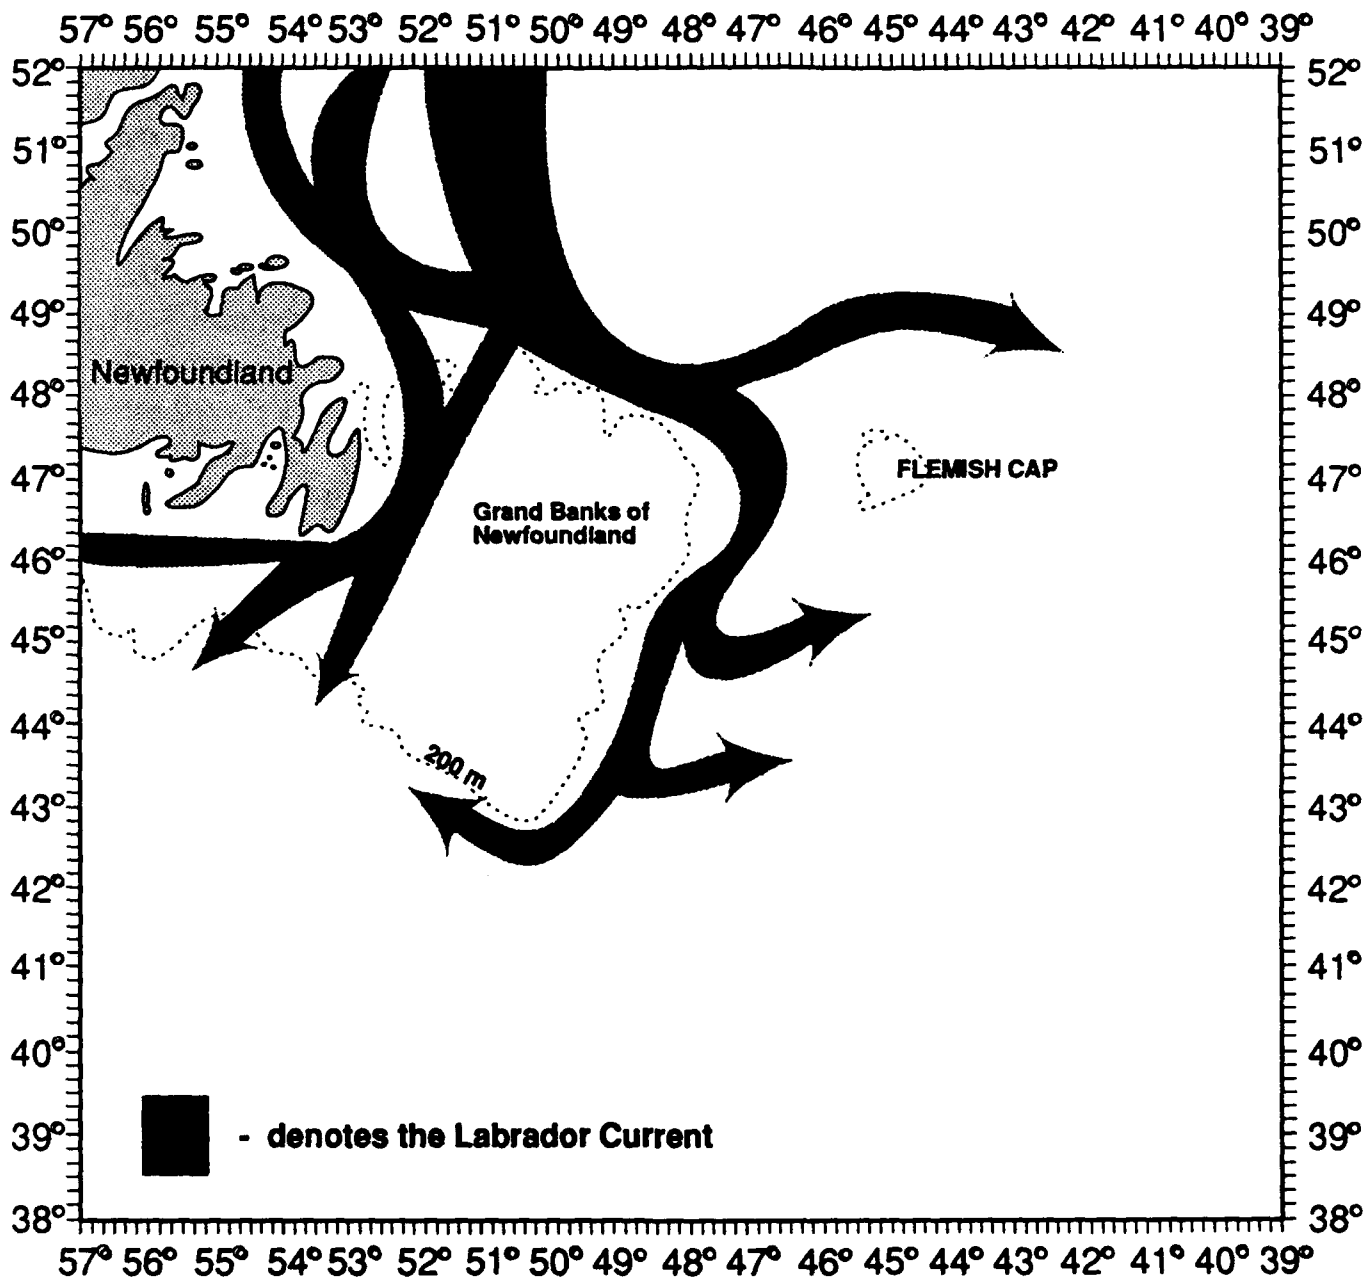 57° 56° 55° 54° 53° 52° 51° 50° 49° 48° 47° 46° 45° 44° 43° 42° 41° 40° 39°
52° 52°
51° 51°
50° 50°
49° 49°
Newfoundland
48° 48°
47° FLEMISH CAP 47°
Grand Banks of
Newfoundland
46° 46°
45° 45°
44° 44°
200 m
43° 43°
42° 42°
41° 41°
40° 40°
39° - denotes the Labrador Current 39°
38° 38°
57° 56° 55° 54° 53° 52° 51° 50° 49° 48° 47° 46° 45° 44° 43° 42° 41° 40° 39°